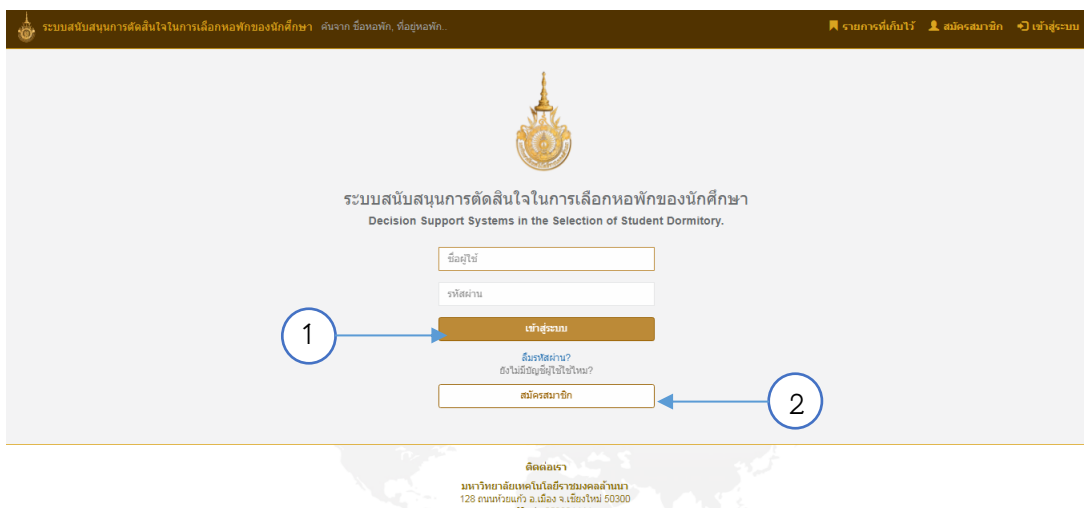 ระบบสนับสนุนการตัดสินใจในการเลือกหอพักของนักศึกษา ค้นจาก ชื่อหอพัก, ที่อยู่หอพัก.. รายการที่เก็บไว้ สมัครสมาชิก เข้าสู่ระบบ
ระบบสนับสนุนการตัดสินใจในการเลือกหอพักของนักศึกษา
Decision Support Systems in the Selection of Student Dormitory.
ชื่อผู้ใช้
รหัสผ่าน
1
เข้าสู่ระบบ
ลืมรหัสผ่าน?
ยังไม่มีบัญชีผู้ใช้ใช่ไหม?
สมัครสมาชิก
2
ติดต่อเรา
มหาวิทยาลัยเทคโนโลยีราชมงคลล้านนา
128 ถนนห้วยแก้ว อ.เมือง จ.เชียงใหม่ 50300